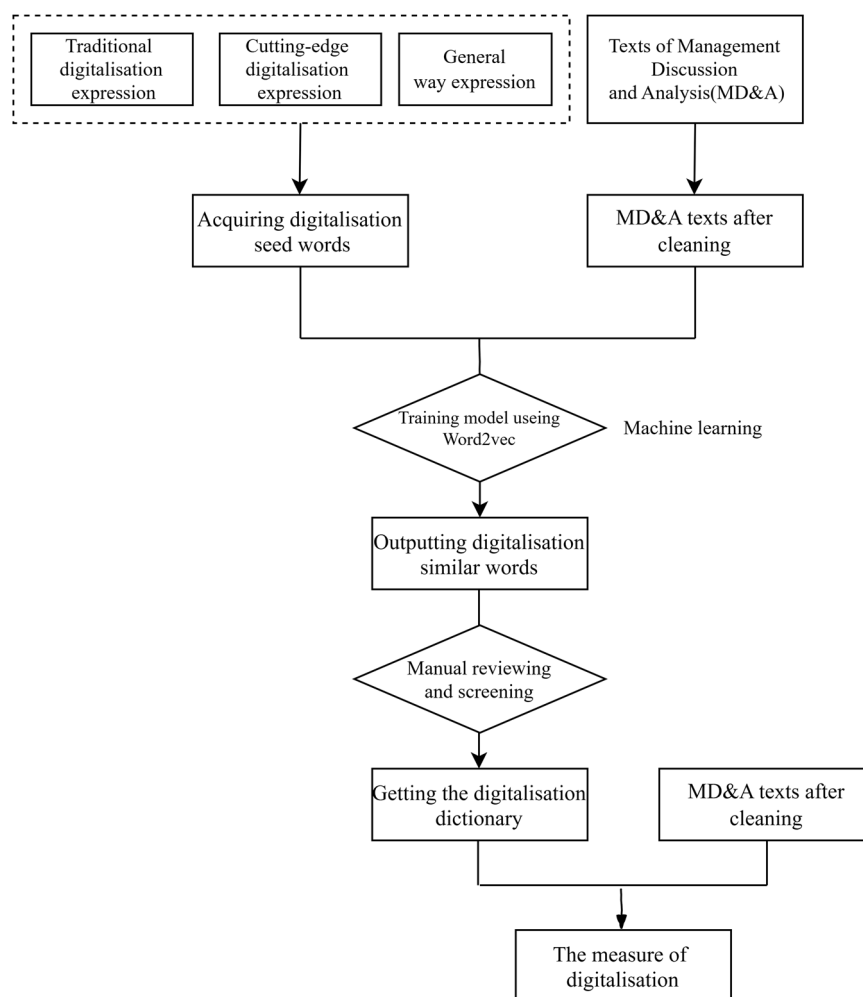 Traditional
digitalisation
expression
Cutting-edge
digitalisation
expression
General
way expression
Texts of Management
Discussion
and Analysis(MD&A)
Acquiring digitalisation
seed words
MD&A texts after
cleaning
Training model useing
Word2vec
Machine learning
Outputting digitalisation
similar words
Manual reviewing
and screening
Getting the digitalisation
dictionary
MD&A texts after
cleaning
The measure of
digitalisation